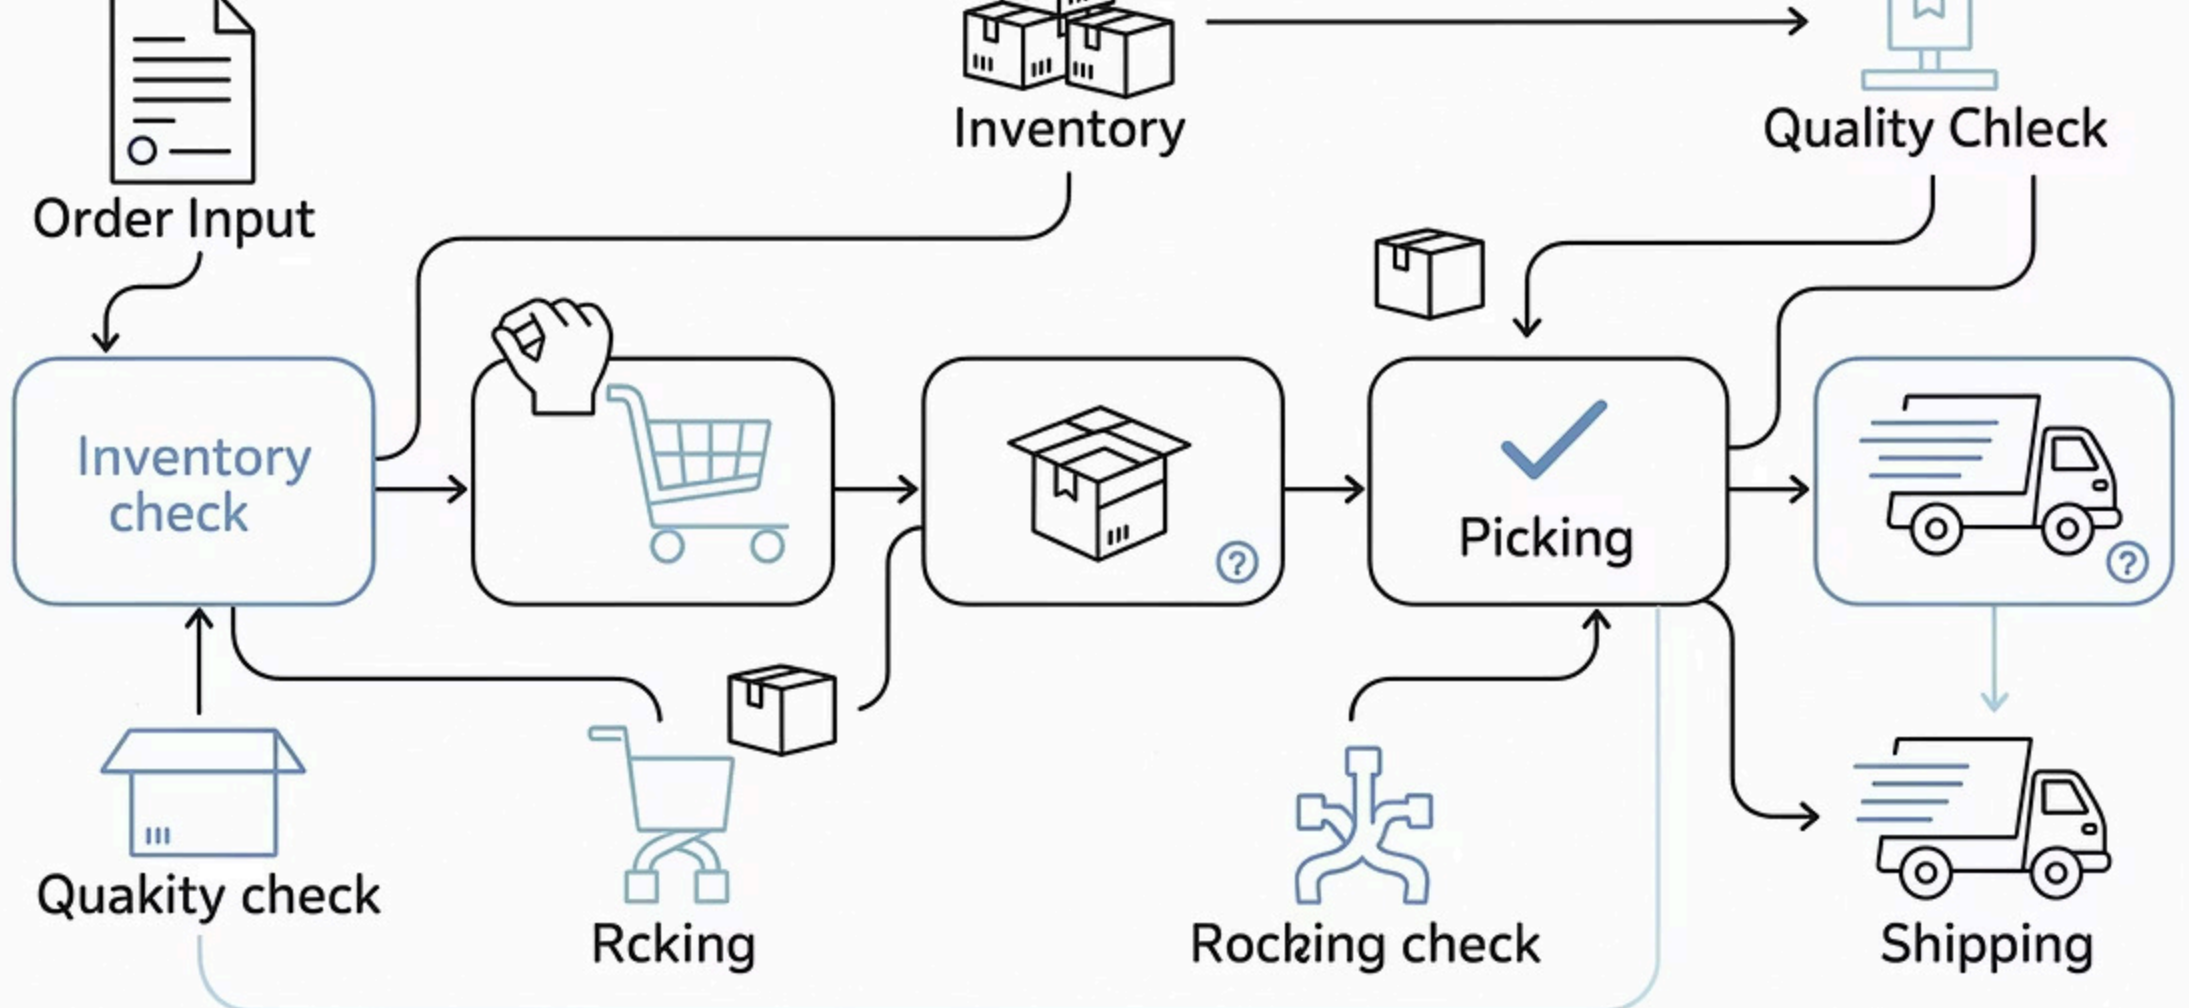 Inventory
Quality Chleck
Order Input
Inventory
check
Picking
?
?
Quakity check
Rcking
Rocking check
Shipping